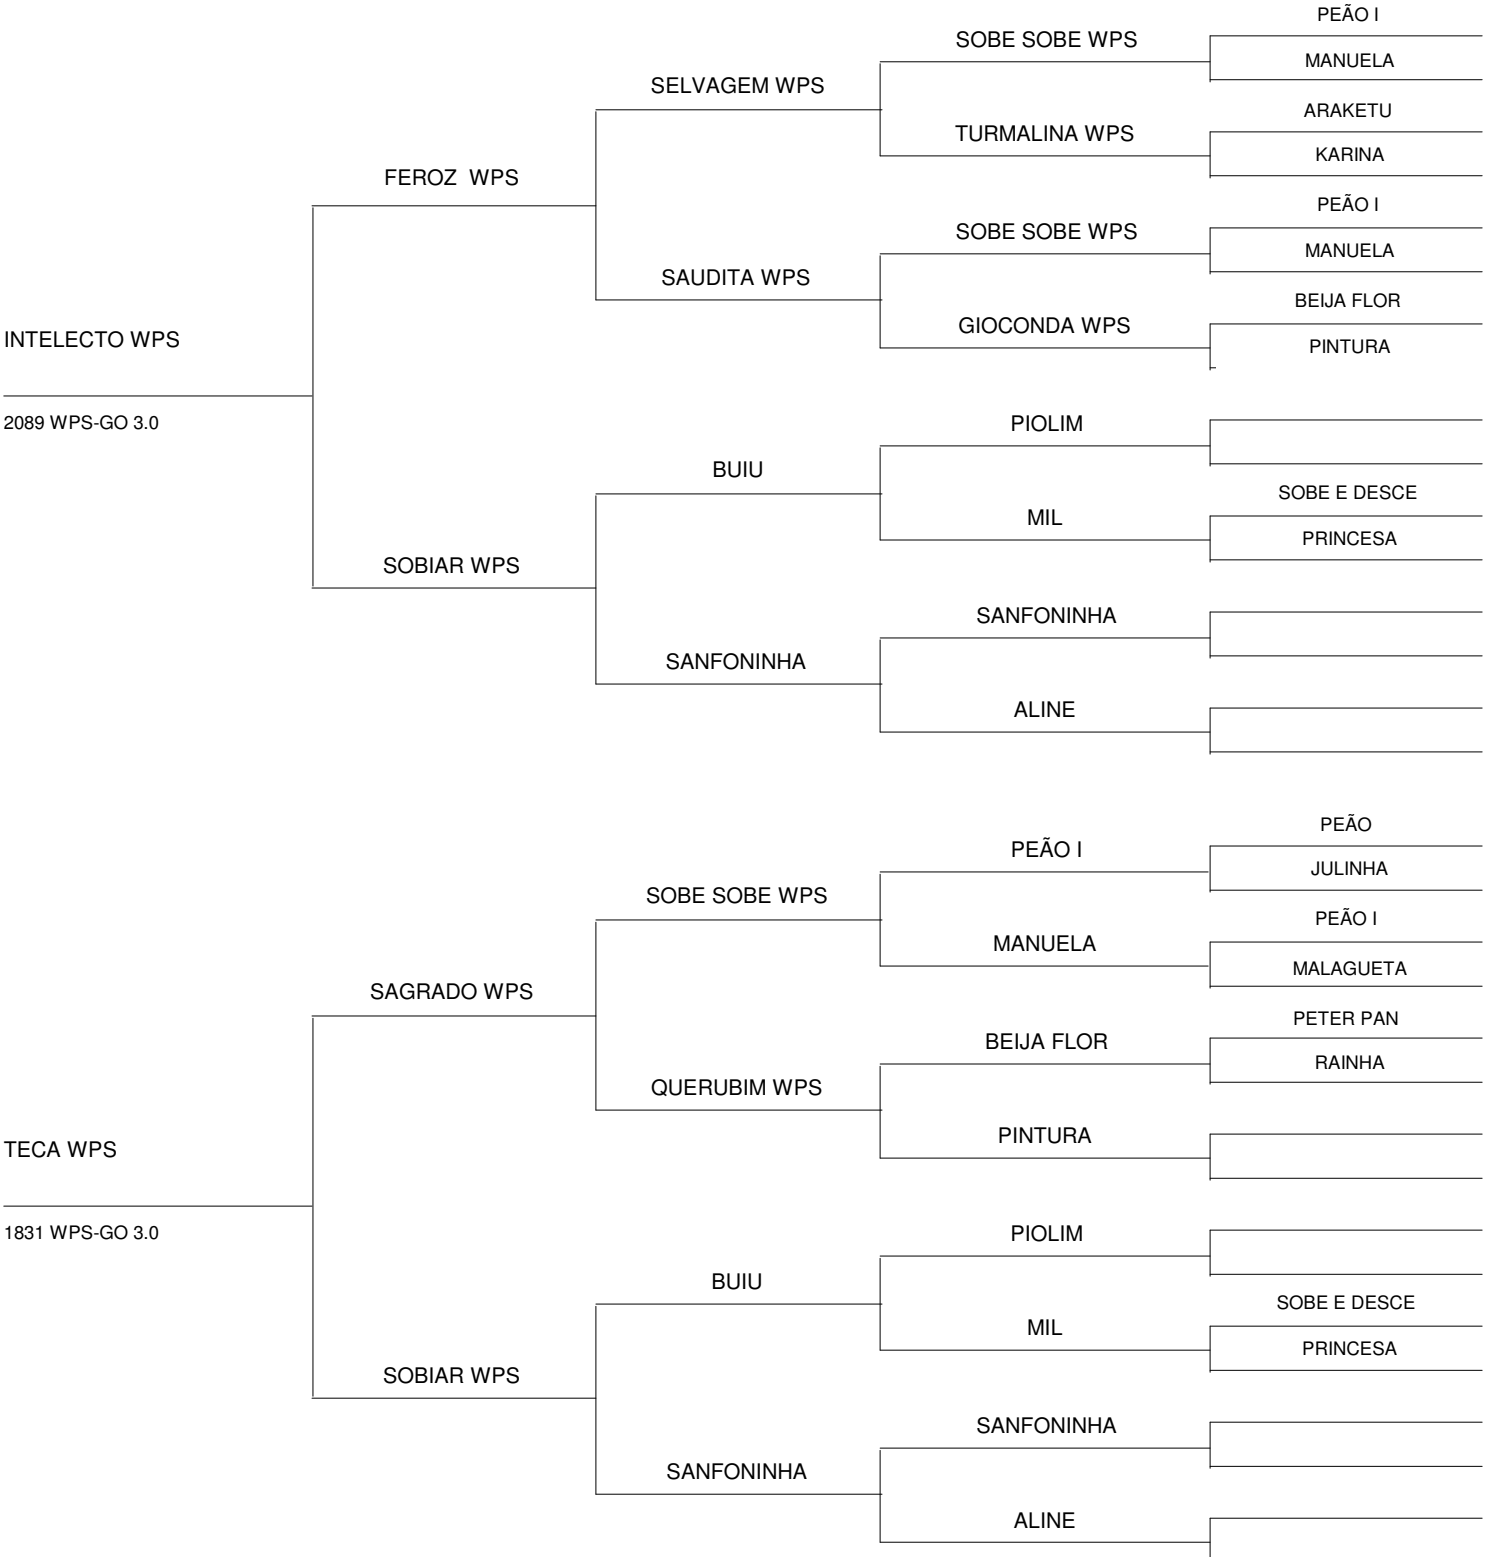 PEÃO I
SOBE SOBE WPS
MANUELA
SELVAGEM WPS
ARAKETU
TURMALINA WPS
KARINA
FEROZ  WPS
PEÃO I
SOBE SOBE WPS
MANUELA
SAUDITA WPS
BEIJA FLOR
GIOCONDA WPS
INTELECTO WPS
PINTURA
2089 WPS-GO 3.0
PIOLIM
BUIU
SOBE E DESCE
MIL
PRINCESA
SOBIAR WPS
SANFONINHA
SANFONINHA
ALINE
PEÃO
PEÃO I
JULINHA
SOBE SOBE WPS
PEÃO I
MANUELA
MALAGUETA
SAGRADO WPS
PETER PAN
BEIJA FLOR
RAINHA
QUERUBIM WPS
PINTURA
TECA WPS
1831 WPS-GO 3.0
PIOLIM
BUIU
SOBE E DESCE
MIL
PRINCESA
SOBIAR WPS
SANFONINHA
SANFONINHA
ALINE